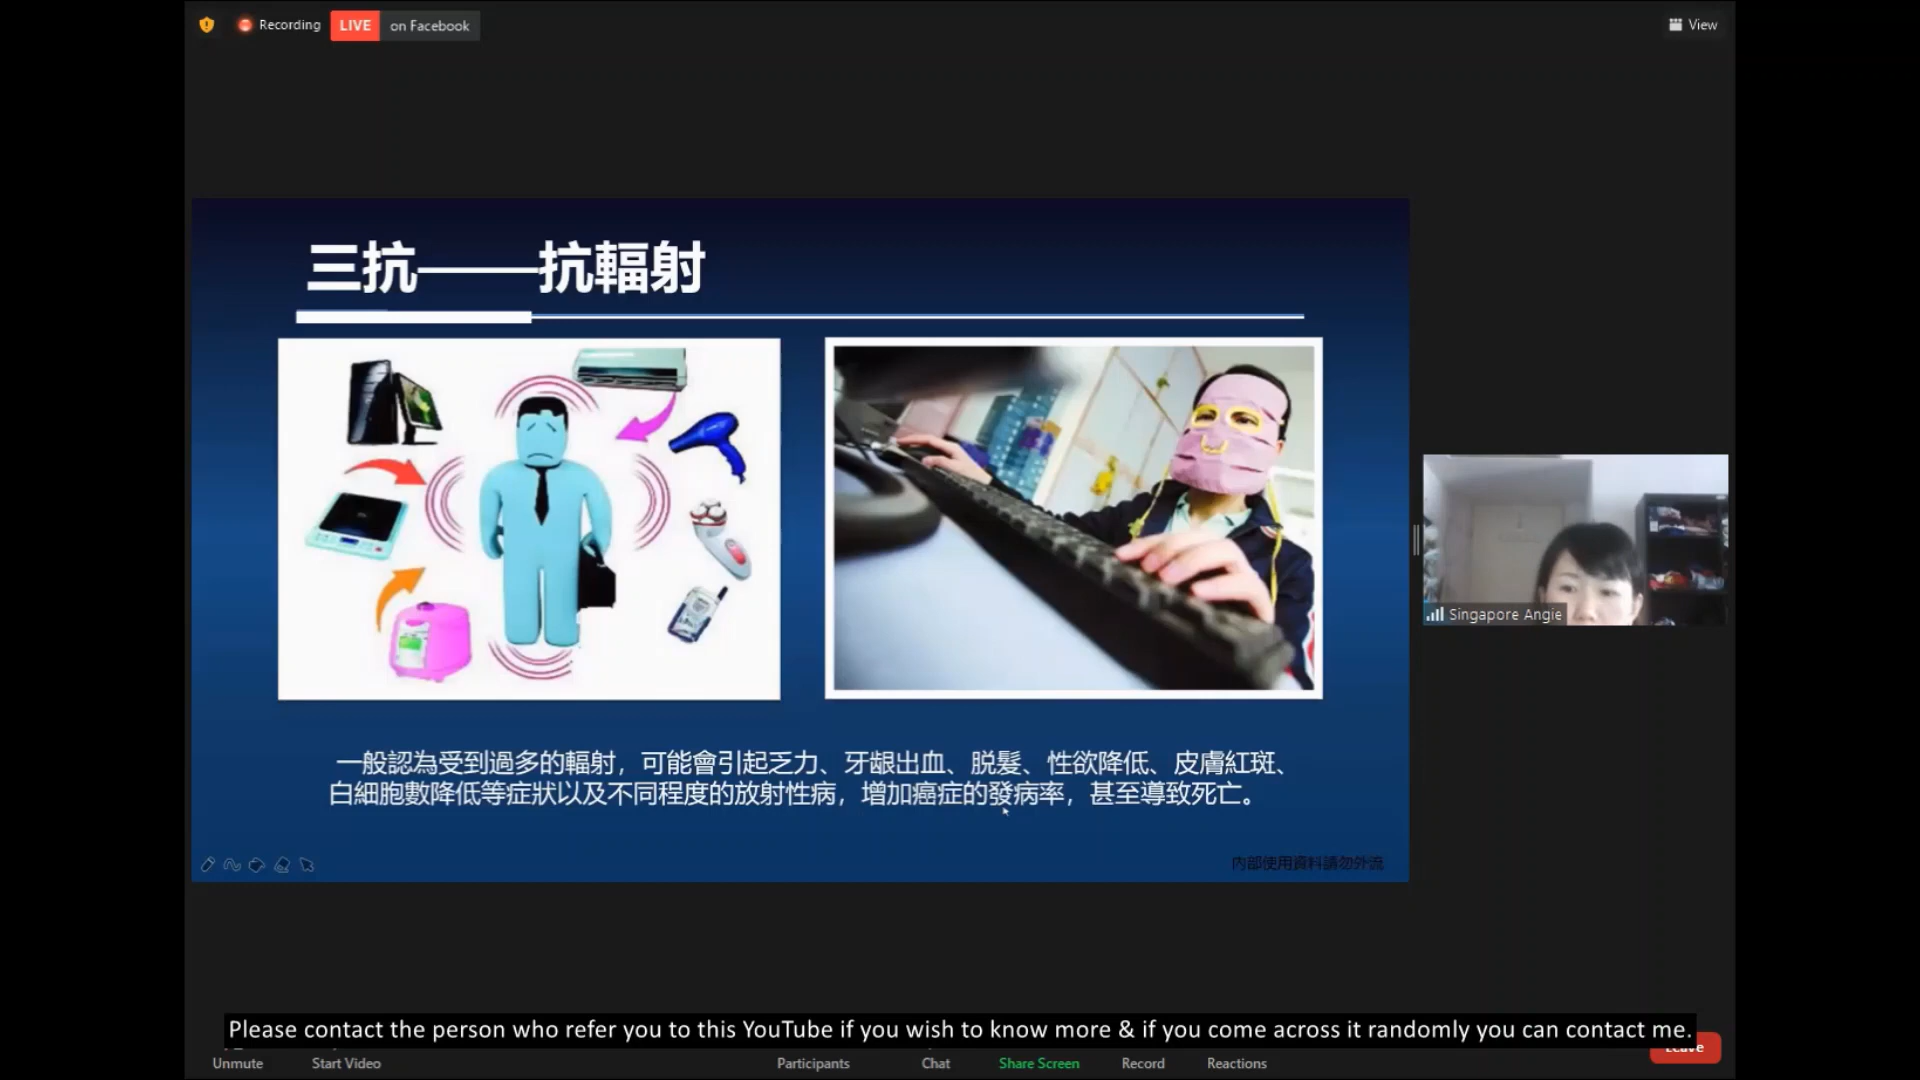 Recording
LIVE
on Facebook
View
三抗——抗輻射
一般認為受到過多的輻射，可能會引起乏力、牙龈出血、脱髮、性欲降低、皮膚紅斑、
白細胞數降低等症狀以及不同程度的放射性病，增加癌症的發病率，甚至導致死亡。
內部使用資料請勿外流
Singapore Angie
Please contact the person who refer you to this YouTube if you wish to know more & if you come across it randomly you can contact me.
Leave
Unmute
Start Video
Participants
Chat
Share Screen
Record
Reactions